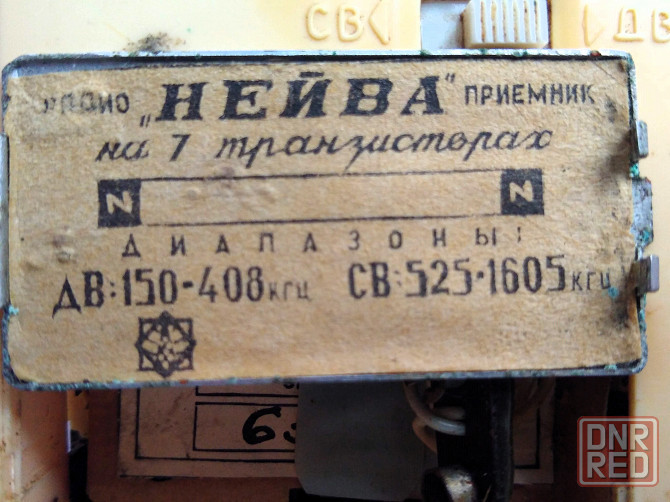 СВ ДВ
РАДИО „НЕЙВА" ПРИЕМНИК
на 7 транзисторах
N N
ДИАПАЗОНЫ:
ДВ:150-408кгц СВ:525-1605кгц
DNR
RED